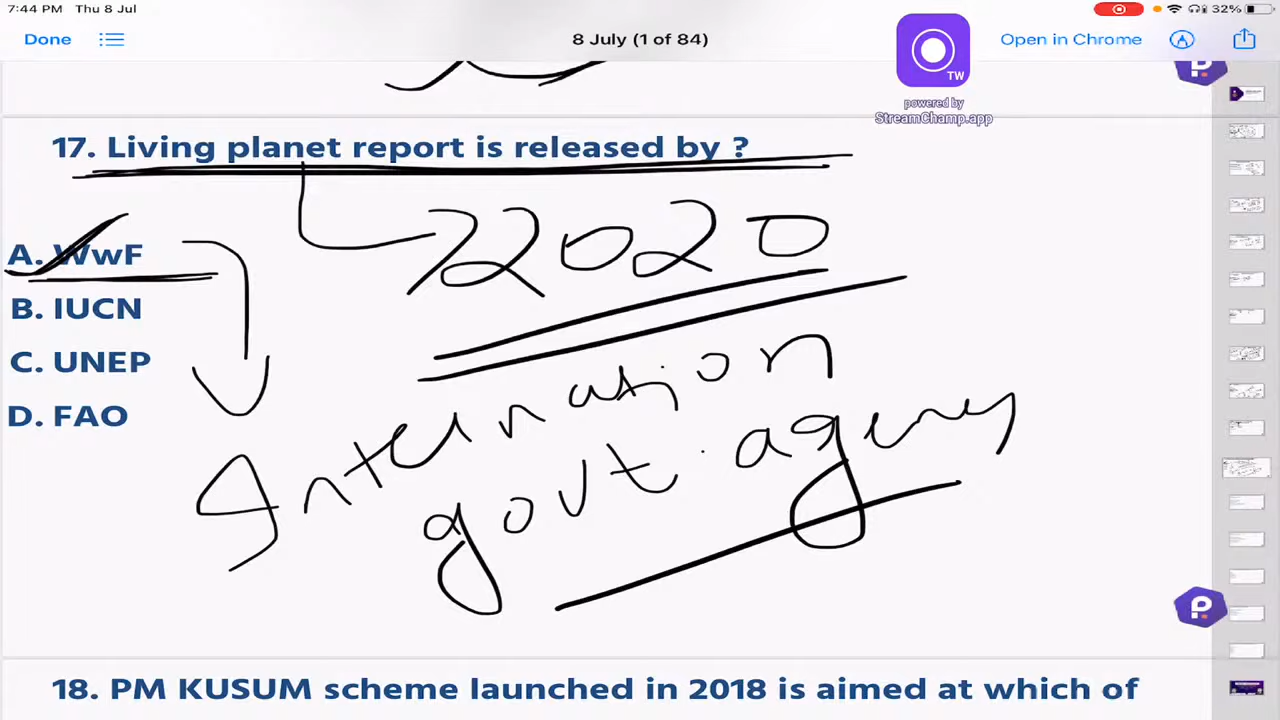 7:44 PM Thu 8 Jul
32%
Done
8 July (1 of 84)
Open in Chrome
TW
powered by
StreamChamp.app
17. Living planet report is released by ?
2020
A. WwF
B. IUCN
C. UNEP
D. FAO
Internation
govt. agency
18. PM KUSUM scheme launched in 2018 is aimed at which of